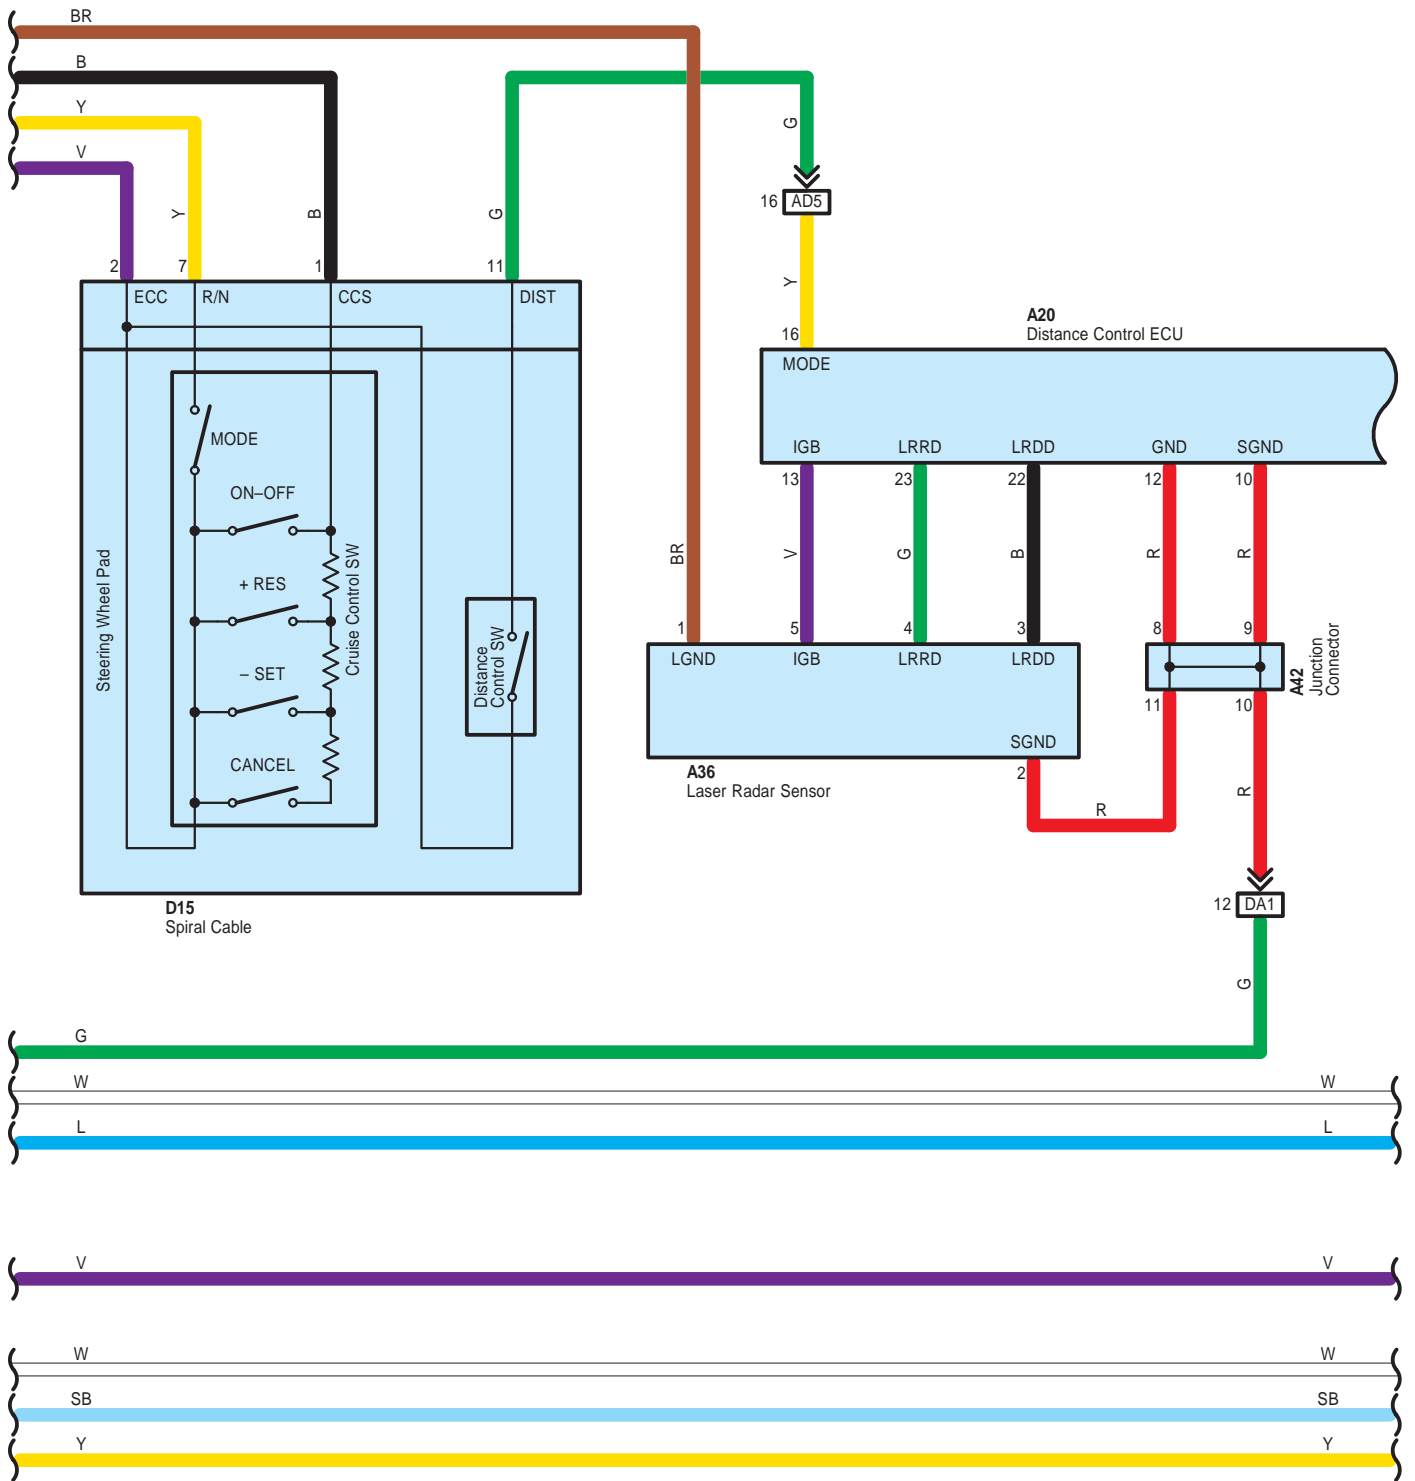 BR
B
Y
V
Y
B
G
G
16 AD5
Y
2
7
1
11
16
ECC
R/N
CCS
DIST
A20
Distance Control ECU
MODE
IGB
LRRD
LRDD
GND
SGND
13
23
22
12
10
MODE
ON–OFF
+ RES
– SET
CANCEL
Steering Wheel Pad
Cruise Control SW
Distance
Control SW
BR
V
G
B
R
R
1
5
4
3
8
9
LGND
IGB
LRRD
LRDD
SGND
2
A36
Laser Radar Sensor
A42
Junction
Connector
11
10
R
R
12 DA1
G
D15
Spiral Cable
G
W
W
L
L
V
V
W
W
SB
SB
Y
Y